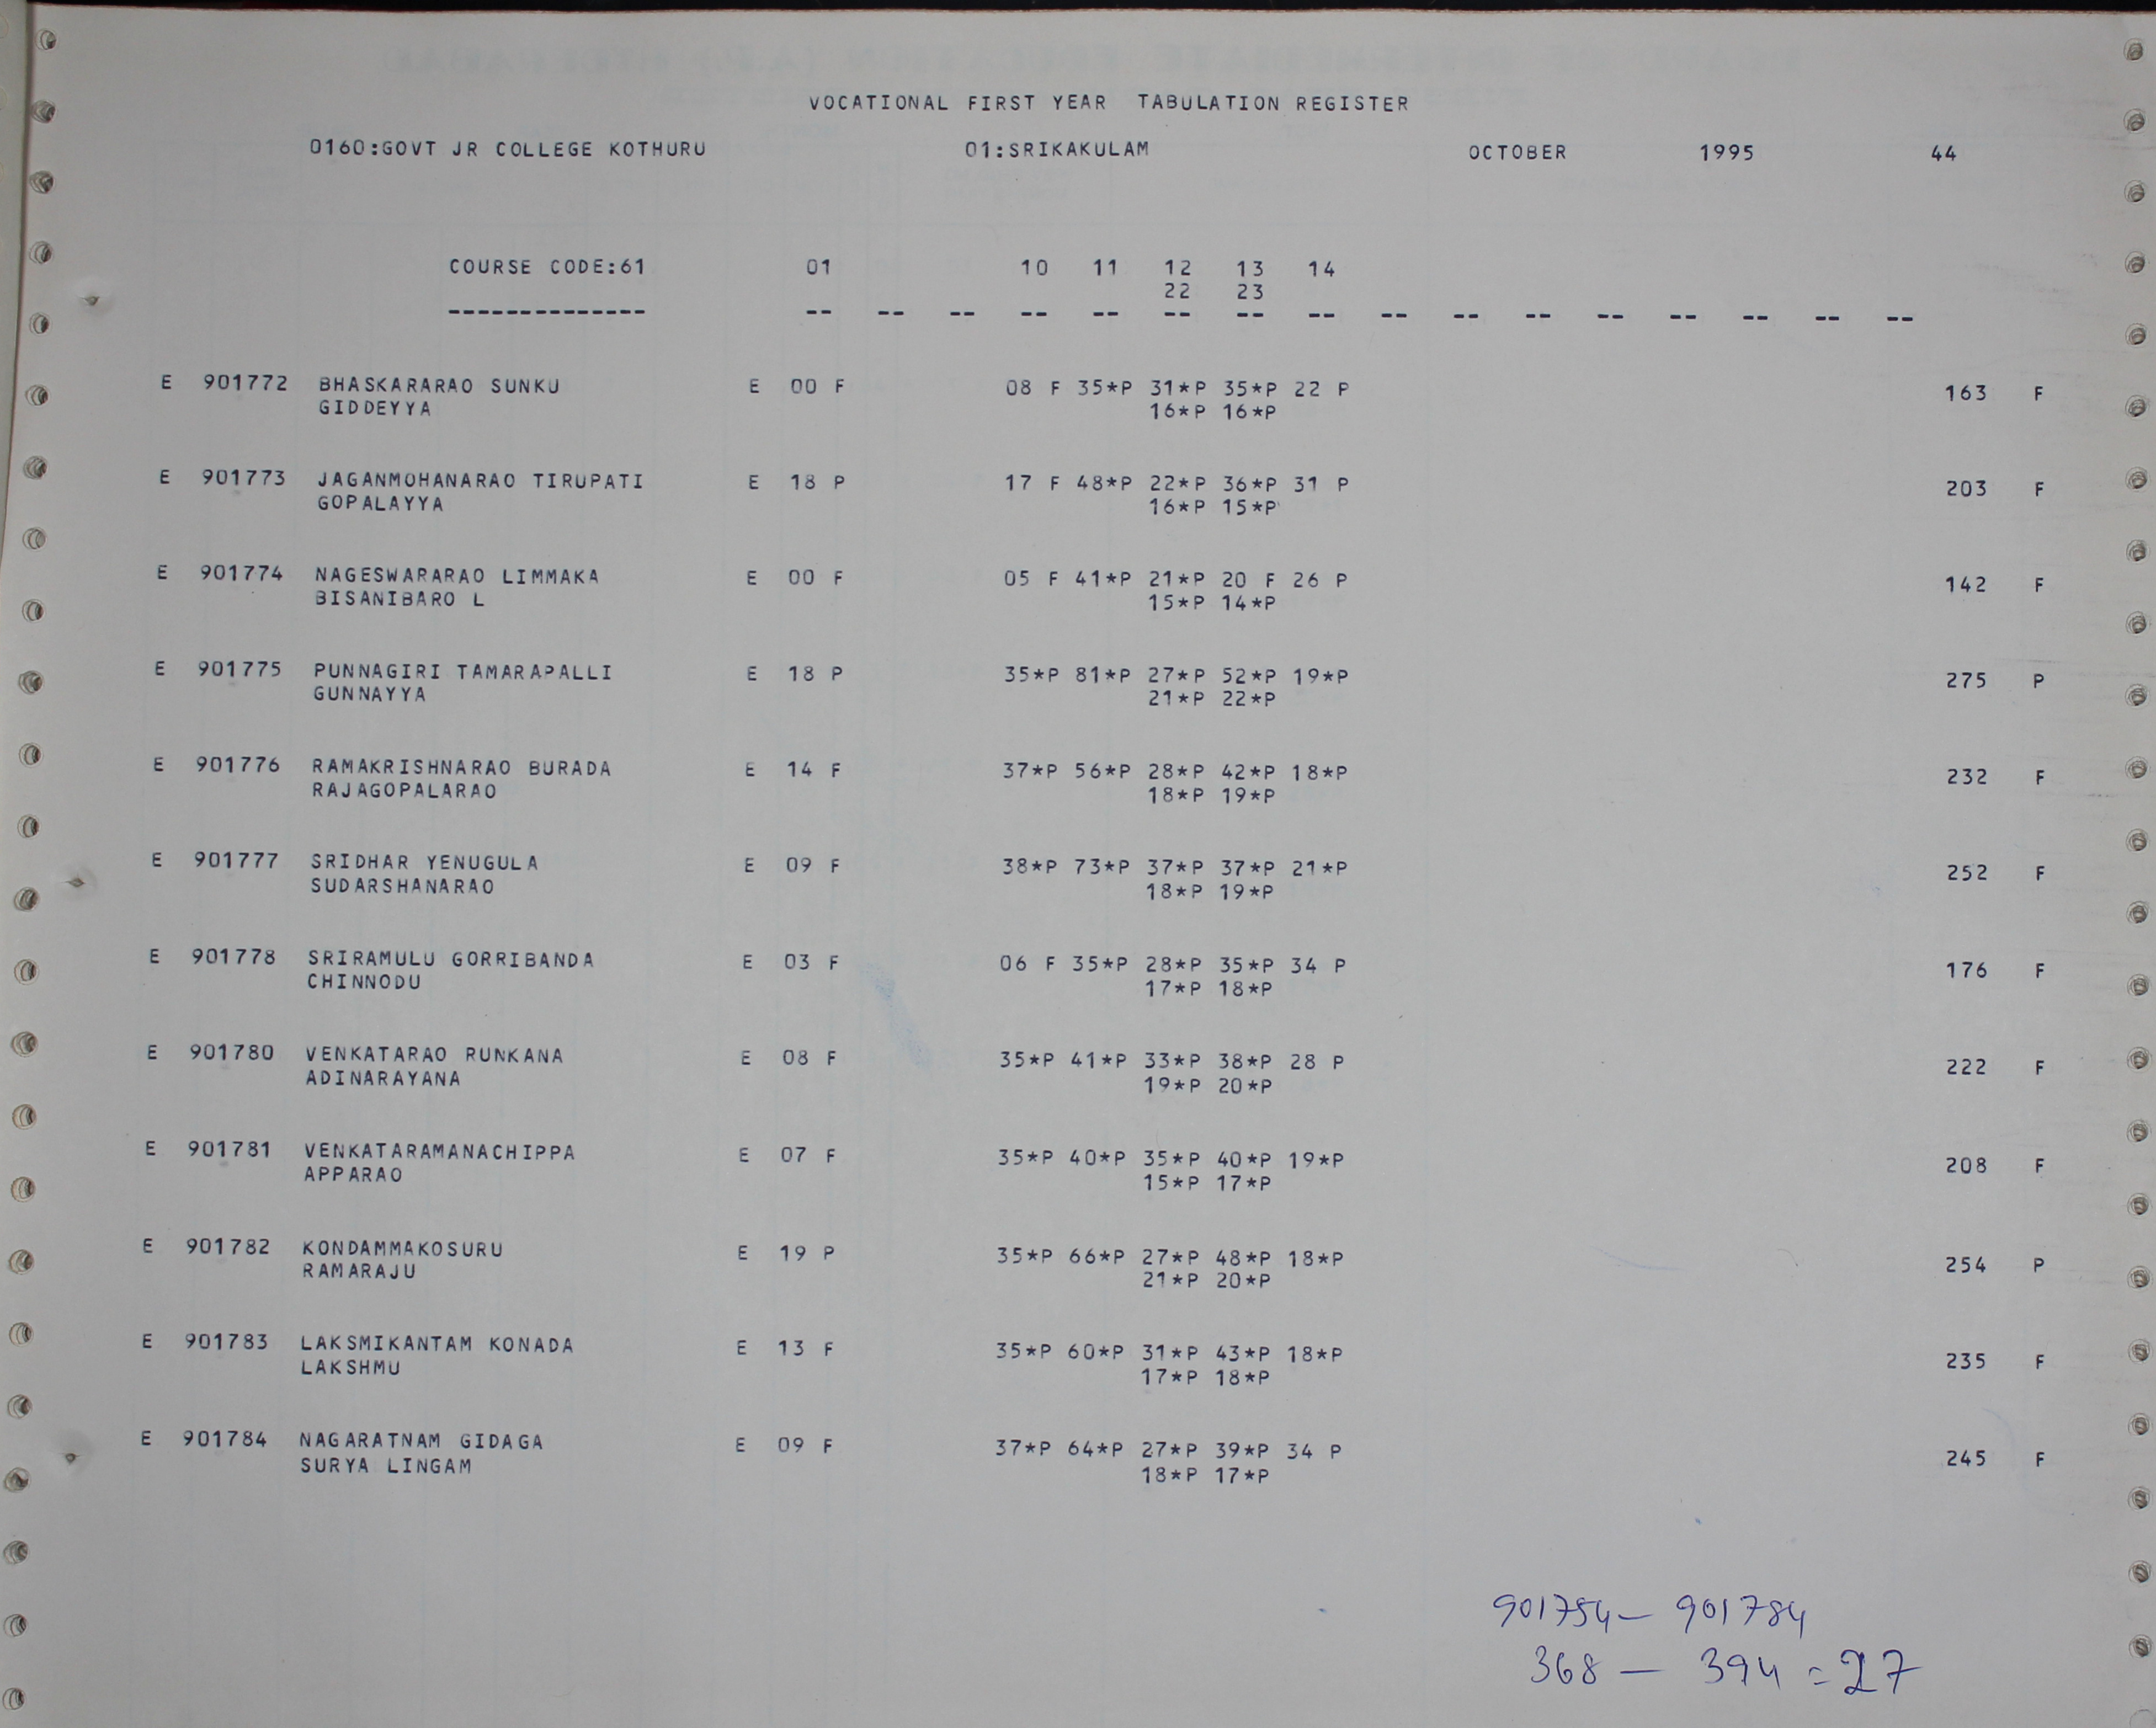 VOCATIONAL FIRST YEAR TABULATION REGISTER
0160:GOVT JR COLLEGE KOTHURU 01:SRIKAKULAM OCTOBER 1995 44
COURSE CODE:61 01 10 11 12 13 14
22 23
-------------- -- -- -- -- -- -- -- -- -- -- -- -- -- -- -- --
E 901772 BHASKARARAO SUNKU E 00 F 08 F 35*P 31*P 35*P 22 P 163 F
GIDDEYYA 16*P 16*P
E 901773 JAGANMOHANARAO TIRUPATI E 18 P 17 F 48*P 22*P 36*P 31 P 203 F
GOPALAYYA 16*P 15*P
E 901774 NAGESWARARAO LIMMAKA E 00 F 05 F 41*P 21*P 20 F 26 P 142 F
BISANIBARO L 15*P 14*P
E 901775 PUNNAGIRI TAMARAPALLI E 18 P 35*P 81*P 27*P 52*P 19*P 275 P
GUNNAYYA 21*P 22*P
E 901776 RAMAKRISHNARAO BURADA E 14 F 37*P 56*P 28*P 42*P 18*P 232 F
RAJAGOPALARAO 18*P 19*P
E 901777 SRIDHAR YENUGULA E 09 F 38*P 73*P 37*P 37*P 21*P 252 F
SUDARSHANARAO 18*P 19*P
E 901778 SRIRAMULU GORRIBANDA E 03 F 06 F 35*P 28*P 35*P 34 P 176 F
CHINNODU 17*P 18*P
E 901780 VENKATARAO RUNKANA E 08 F 35*P 41*P 33*P 38*P 28 P 222 F
ADINARAYANA 19*P 20*P
E 901781 VENKATARAMANACHIPPA E 07 F 35*P 40*P 35*P 40*P 19*P 208 F
APPARAO 15*P 17*P
E 901782 KONDAMMAKOSURU E 19 P 35*P 66*P 27*P 48*P 18*P 254 P
RAMARAJU 21*P 20*P
E 901783 LAKSMIKANTAM KONADA E 13 F 35*P 60*P 31*P 43*P 18*P 235 F
LAKSHMU 17*P 18*P
E 901784 NAGARATNAM GIDAGA E 09 F 37*P 64*P 27*P 39*P 34 P 245 F
SURYA LINGAM 18*P 17*P
901754 — 901784
368 — 394 = 27